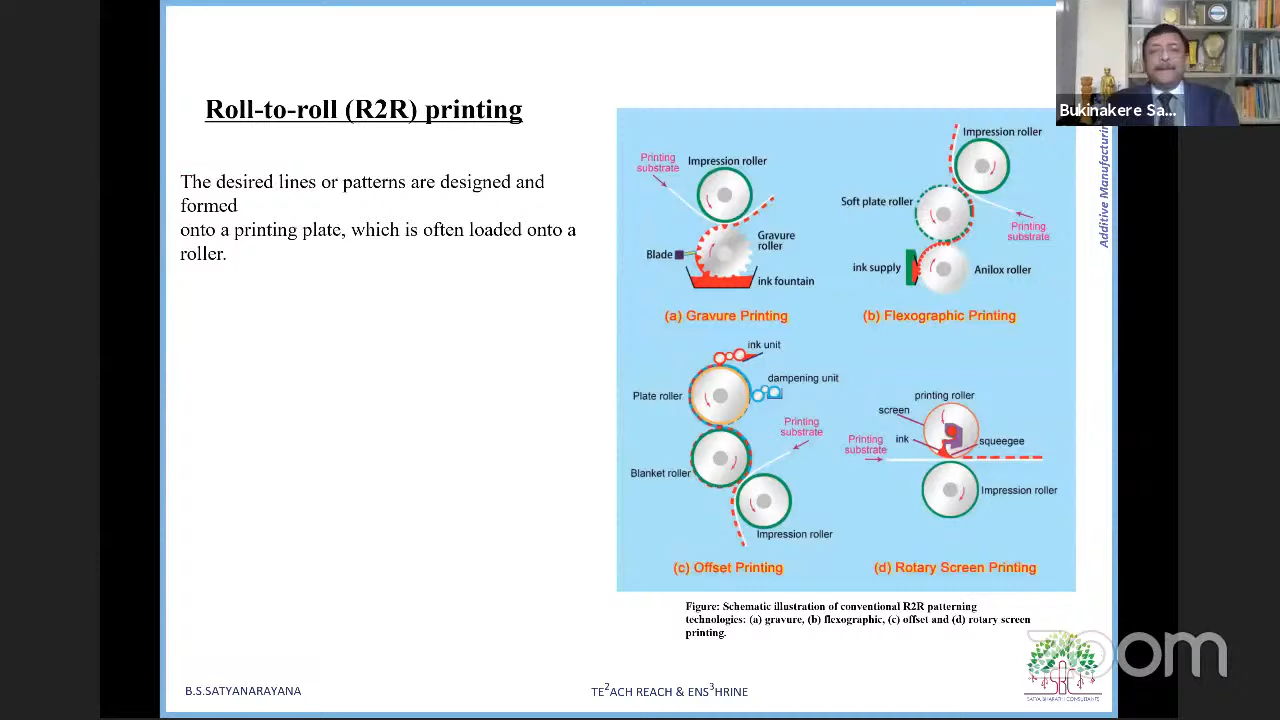 Roll-to-roll (R2R) printing
The desired lines or patterns are designed and
formed
onto a printing plate, which is often loaded onto a
roller.
Printing
substrate
Impression roller
Blade
Gravure
roller
ink fountain
(a) Gravure Printing
Impression roller
Soft plate roller
Printing
substrate
ink supply
Anilox roller
(b) Flexographic Printing
ink unit
dampening unit
Plate roller
Printing
substrate
Blanket roller
Impression roller
(c) Offset Printing
printing roller
screen
Printing
substrate
ink
squeegee
Impression roller
(d) Rotary Screen Printing
Figure: Schematic illustration of conventional R2R patterning
technologies: (a) gravure, (b) flexographic, (c) offset and (d) rotary screen
printing.
Bukinakere Sa...
Additive Manufacturin
B.S.SATYANARAYANA
TE2ACH REACH & ENS3HRINE
SATYA BHARATH CONSULTANTS
zoom